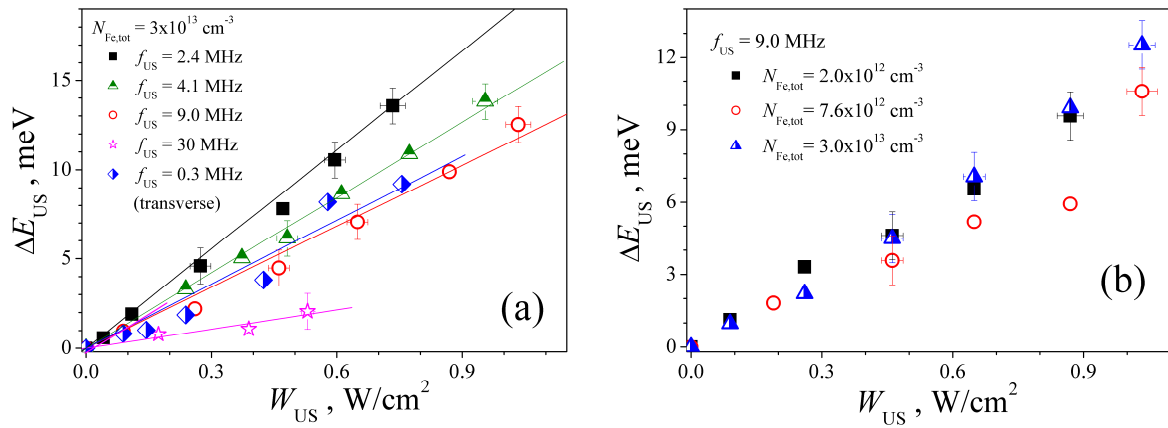 N_Fe,tot = 3x10^13 cm^-3
f_US = 2.4 MHz
f_US = 4.1 MHz
f_US = 9.0 MHz
f_US = 30 MHz
f_US = 0.3 MHz
(transverse)
15
10
5
0
ΔE_US , meV
0.0
0.3
0.6
0.9
W_US , W/cm^2
(a)
f_US = 9.0 MHz
N_Fe,tot = 2.0x10^12 cm^-3
N_Fe,tot = 7.6x10^12 cm^-3
N_Fe,tot = 3.0x10^13 cm^-3
12
9
6
3
0
ΔE_US , meV
0.0
0.3
0.6
0.9
W_US , W/cm^2
(b)